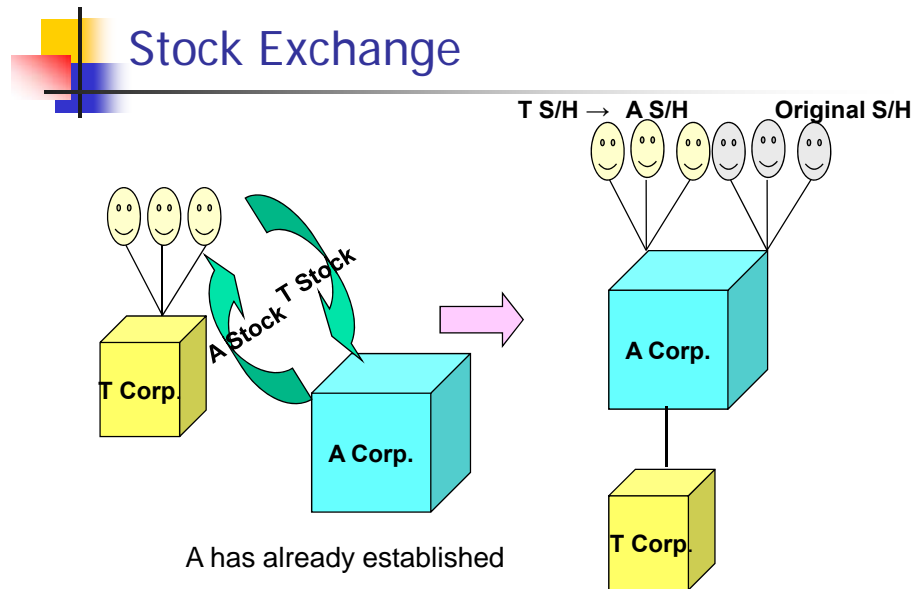 Stock Exchange
T S/H → A S/H
Original S/H
T Stock
A Stock
T Corp.
A Corp.
A Corp.
T Corp.
A has already established